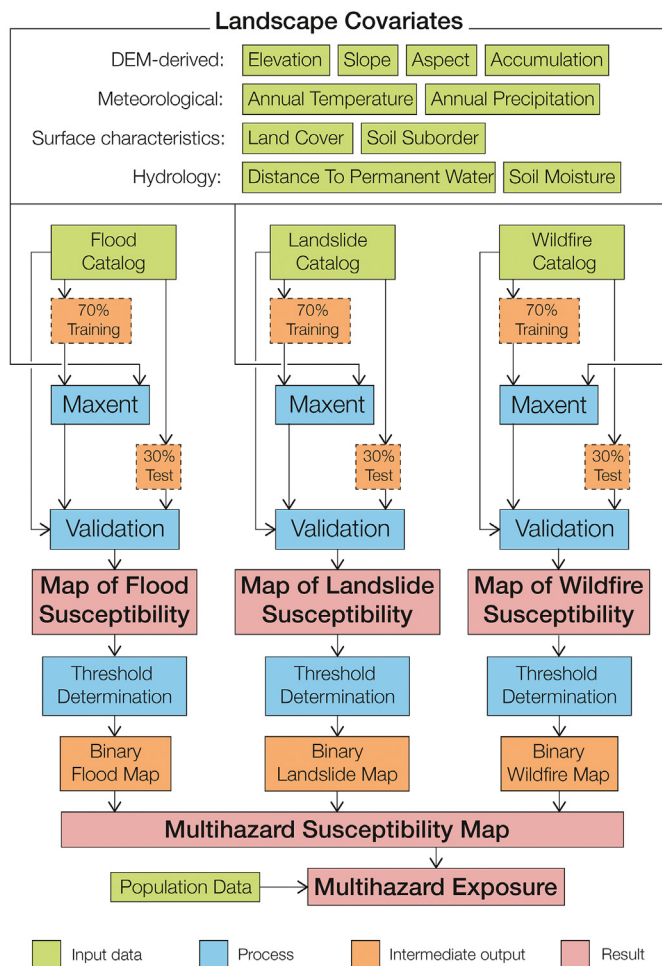 Landscape Covariates
DEM-derived: Elevation Slope Aspect Accumulation
Meteorological: Annual Temperature Annual Precipitation
Surface characteristics: Land Cover Soil Suborder
Hydrology: Distance To Permanent Water Soil Moisture
Flood
Catalog
Landslide
Catalog
Wildfire
Catalog
70%
Training
70%
Training
70%
Training
Maxent
Maxent
Maxent
30%
Test
30%
Test
30%
Test
Validation
Validation
Validation
Map of Flood
Susceptibility
Map of Landslide
Susceptibility
Map of Wildfire
Susceptibility
Threshold
Determination
Threshold
Determination
Threshold
Determination
Binary
Flood Map
Binary
Landslide Map
Binary
Wildfire Map
Multihazard Susceptibility Map
Population Data
Multihazard Exposure
Input data
Process
Intermediate output
Result